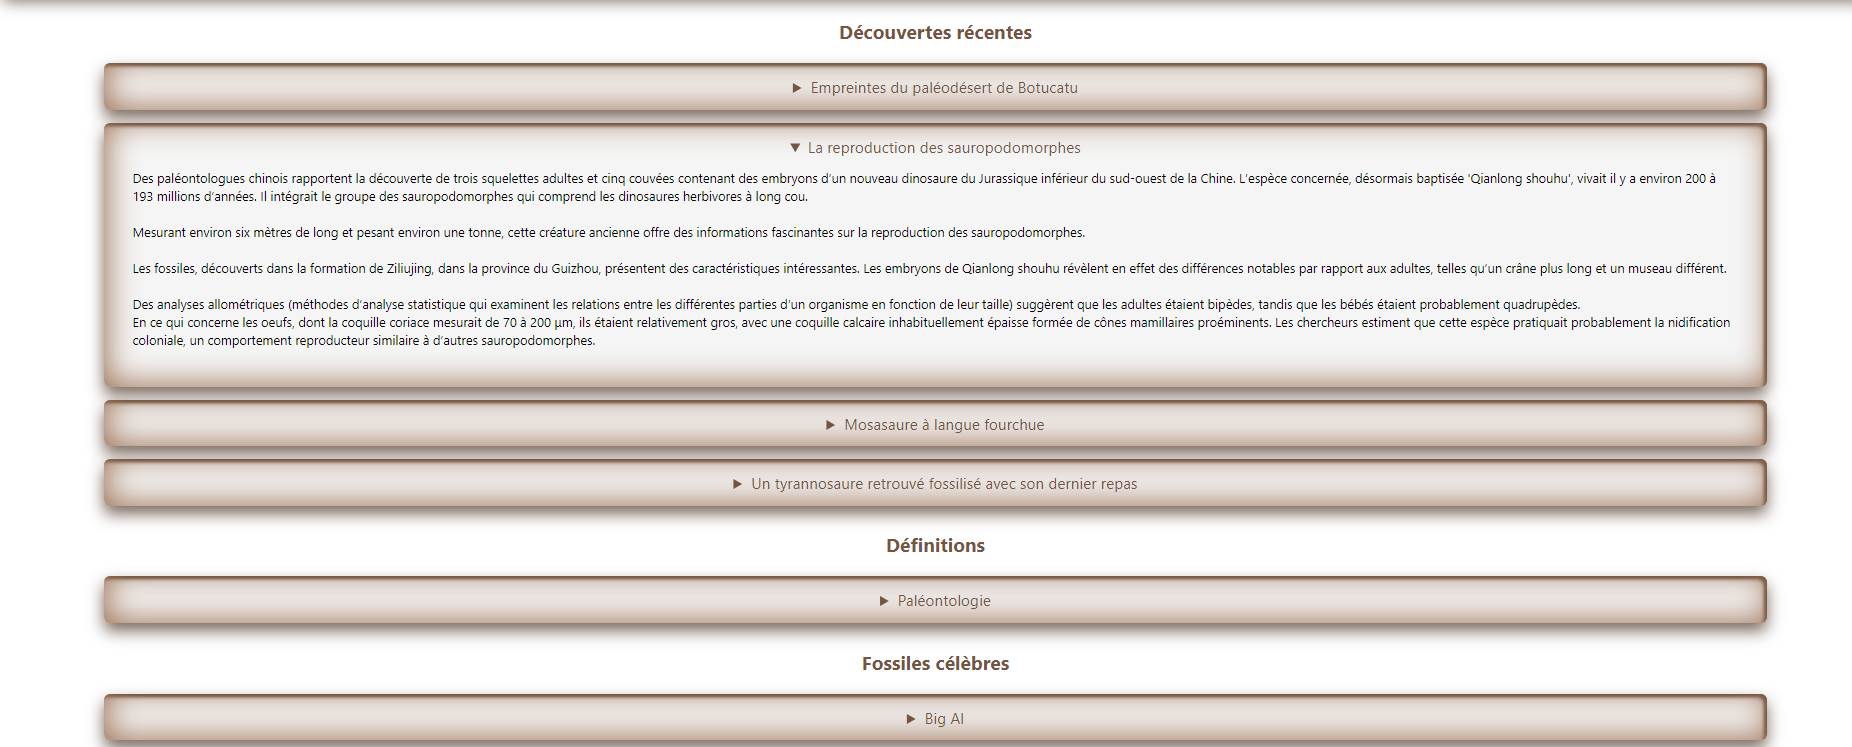 Découvertes récentes
Empreintes du paléodésert de Botucatu
La reproduction des sauropodomorphes
Des paléontologues chinois rapportent la découverte de trois squelettes adultes et cinq couvées contenant des embryons d'un nouveau dinosaure du Jurassique inférieur du sud-ouest de la Chine. L'espèce concernée, désormais baptisée 'Qianlong shouhu', vivait il y a environ 200 à
193 millions d'années. Il intégrait le groupe des sauropodomorphes qui comprend les dinosaures herbivores à long cou.
Mesurant environ six mètres de long et pesant environ une tonne, cette créature ancienne offre des informations fascinantes sur la reproduction des sauropodomorphes.
Les fossiles, découverts dans la formation de Ziliujing, dans la province du Guizhou, présentent des caractéristiques intéressantes. Les embryons de Qianlong shouhu révèlent en effet des différences notables par rapport aux adultes, telles qu'un crâne plus long et un museau différent.
Des analyses allométriques (méthodes d'analyse statistique qui examinent les relations entre les différentes parties d'un organisme en fonction de leur taille) suggèrent que les adultes étaient bipèdes, tandis que les bébés étaient probablement quadrupèdes.
En ce qui concerne les oeufs, dont la coquille coriace mesurait de 70 à 200 µm, ils étaient relativement gros, avec une coquille calcaire inhabituellement épaisse formée de cônes mamillaires proéminents. Les chercheurs estiment que cette espèce pratiquait probablement la nidification
coloniale, un comportement reproducteur similaire à d'autres sauropodomorphes.
Mosasaure à langue fourchue
Un tyrannosaure retrouvé fossilisé avec son dernier repas
Définitions
Paléontologie
Fossiles célèbres
Big Al